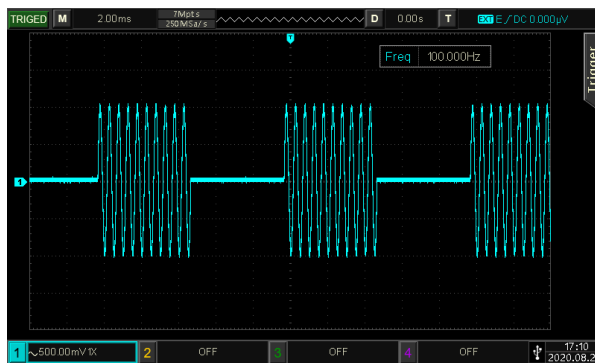 TRIGED M 2.00ms 7Mpts 250MSa/s D 0.00s T EXT E / DC 0.000μV
T
Freq 100.000Hz
Trigger
1
1 ~500.00mV 1X 2 OFF 3 OFF 4 OFF 17:10
2020.08.2